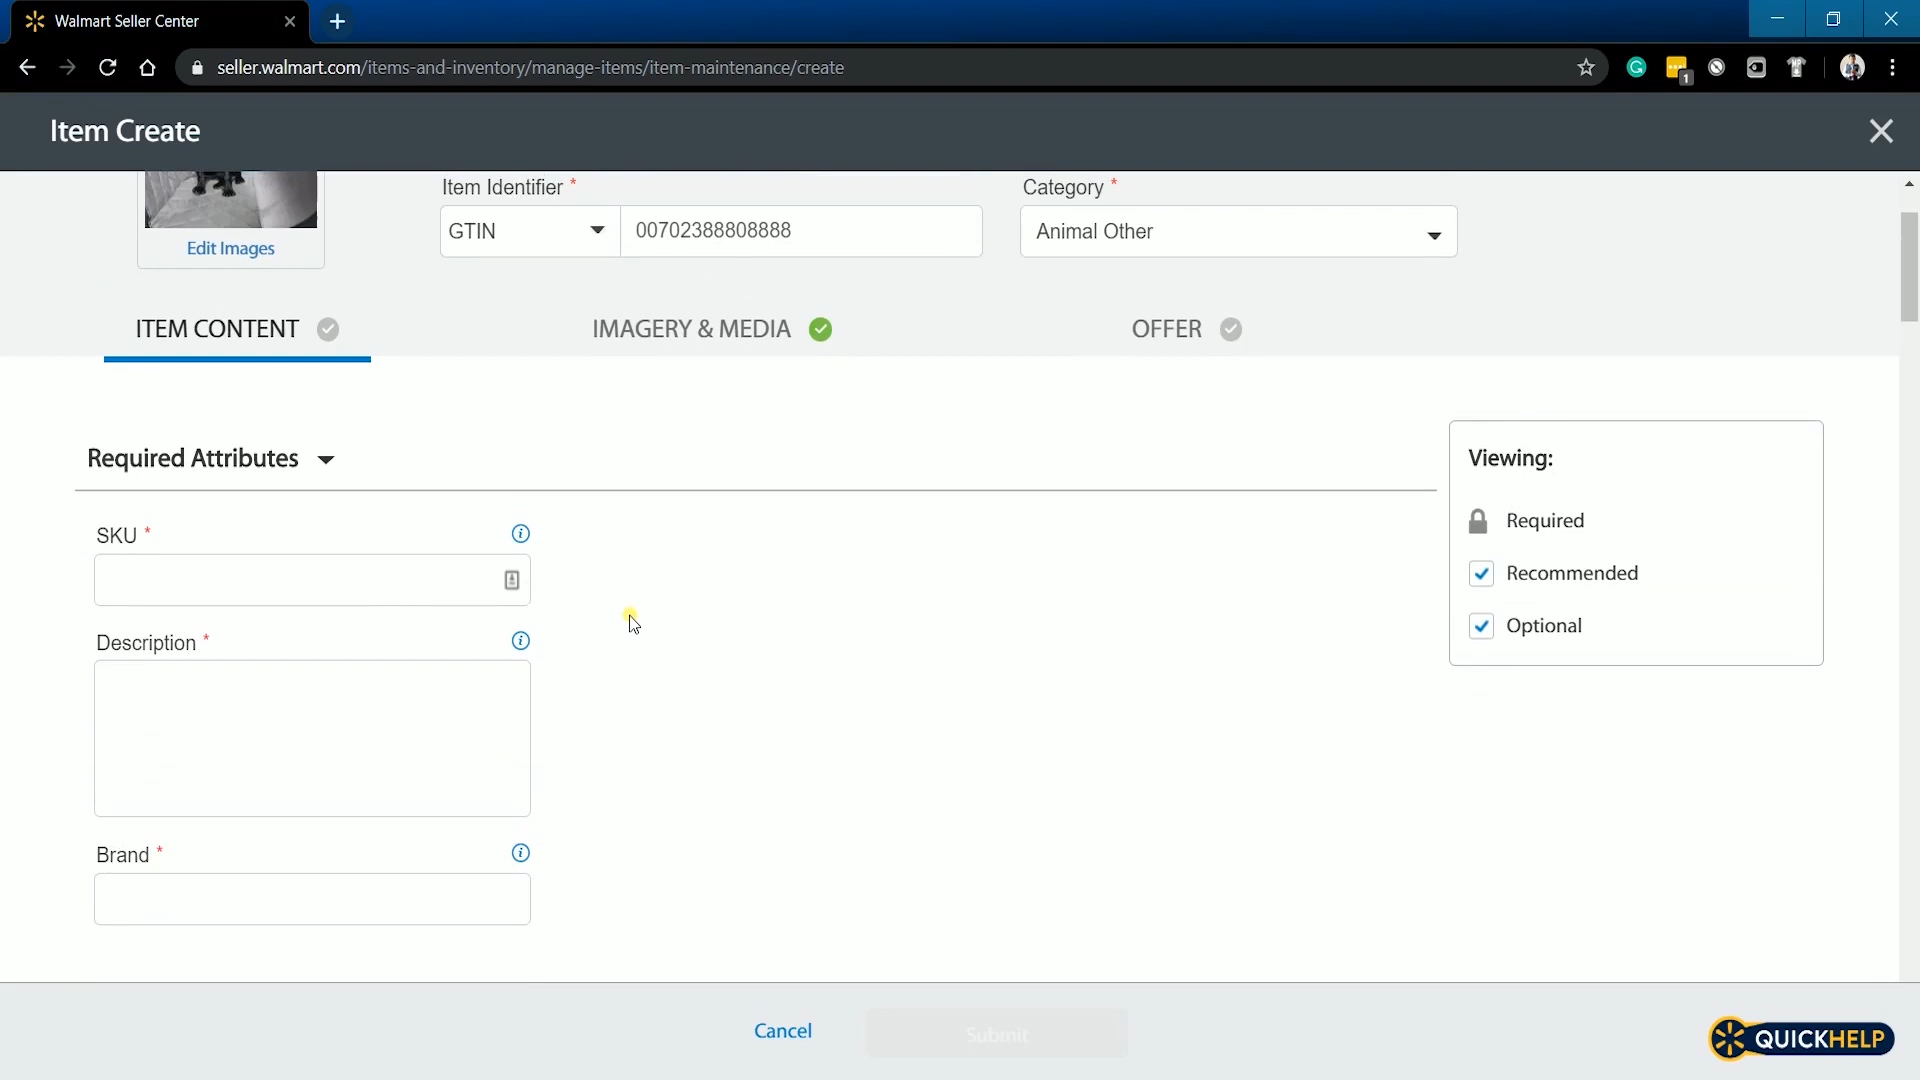 Walmart Seller Center
seller.walmart.com/items-and-inventory/manage-items/item-maintenance/create
1
Item Create
Item Identifier *
Category *
GTIN
00702388808888
Animal Other
Edit Images
ITEM CONTENT
IMAGERY & MEDIA
OFFER
Required Attributes
Viewing:
Required
Recommended
Optional
SKU *
Description *
Brand *
Cancel
Submit
QUICKHELP